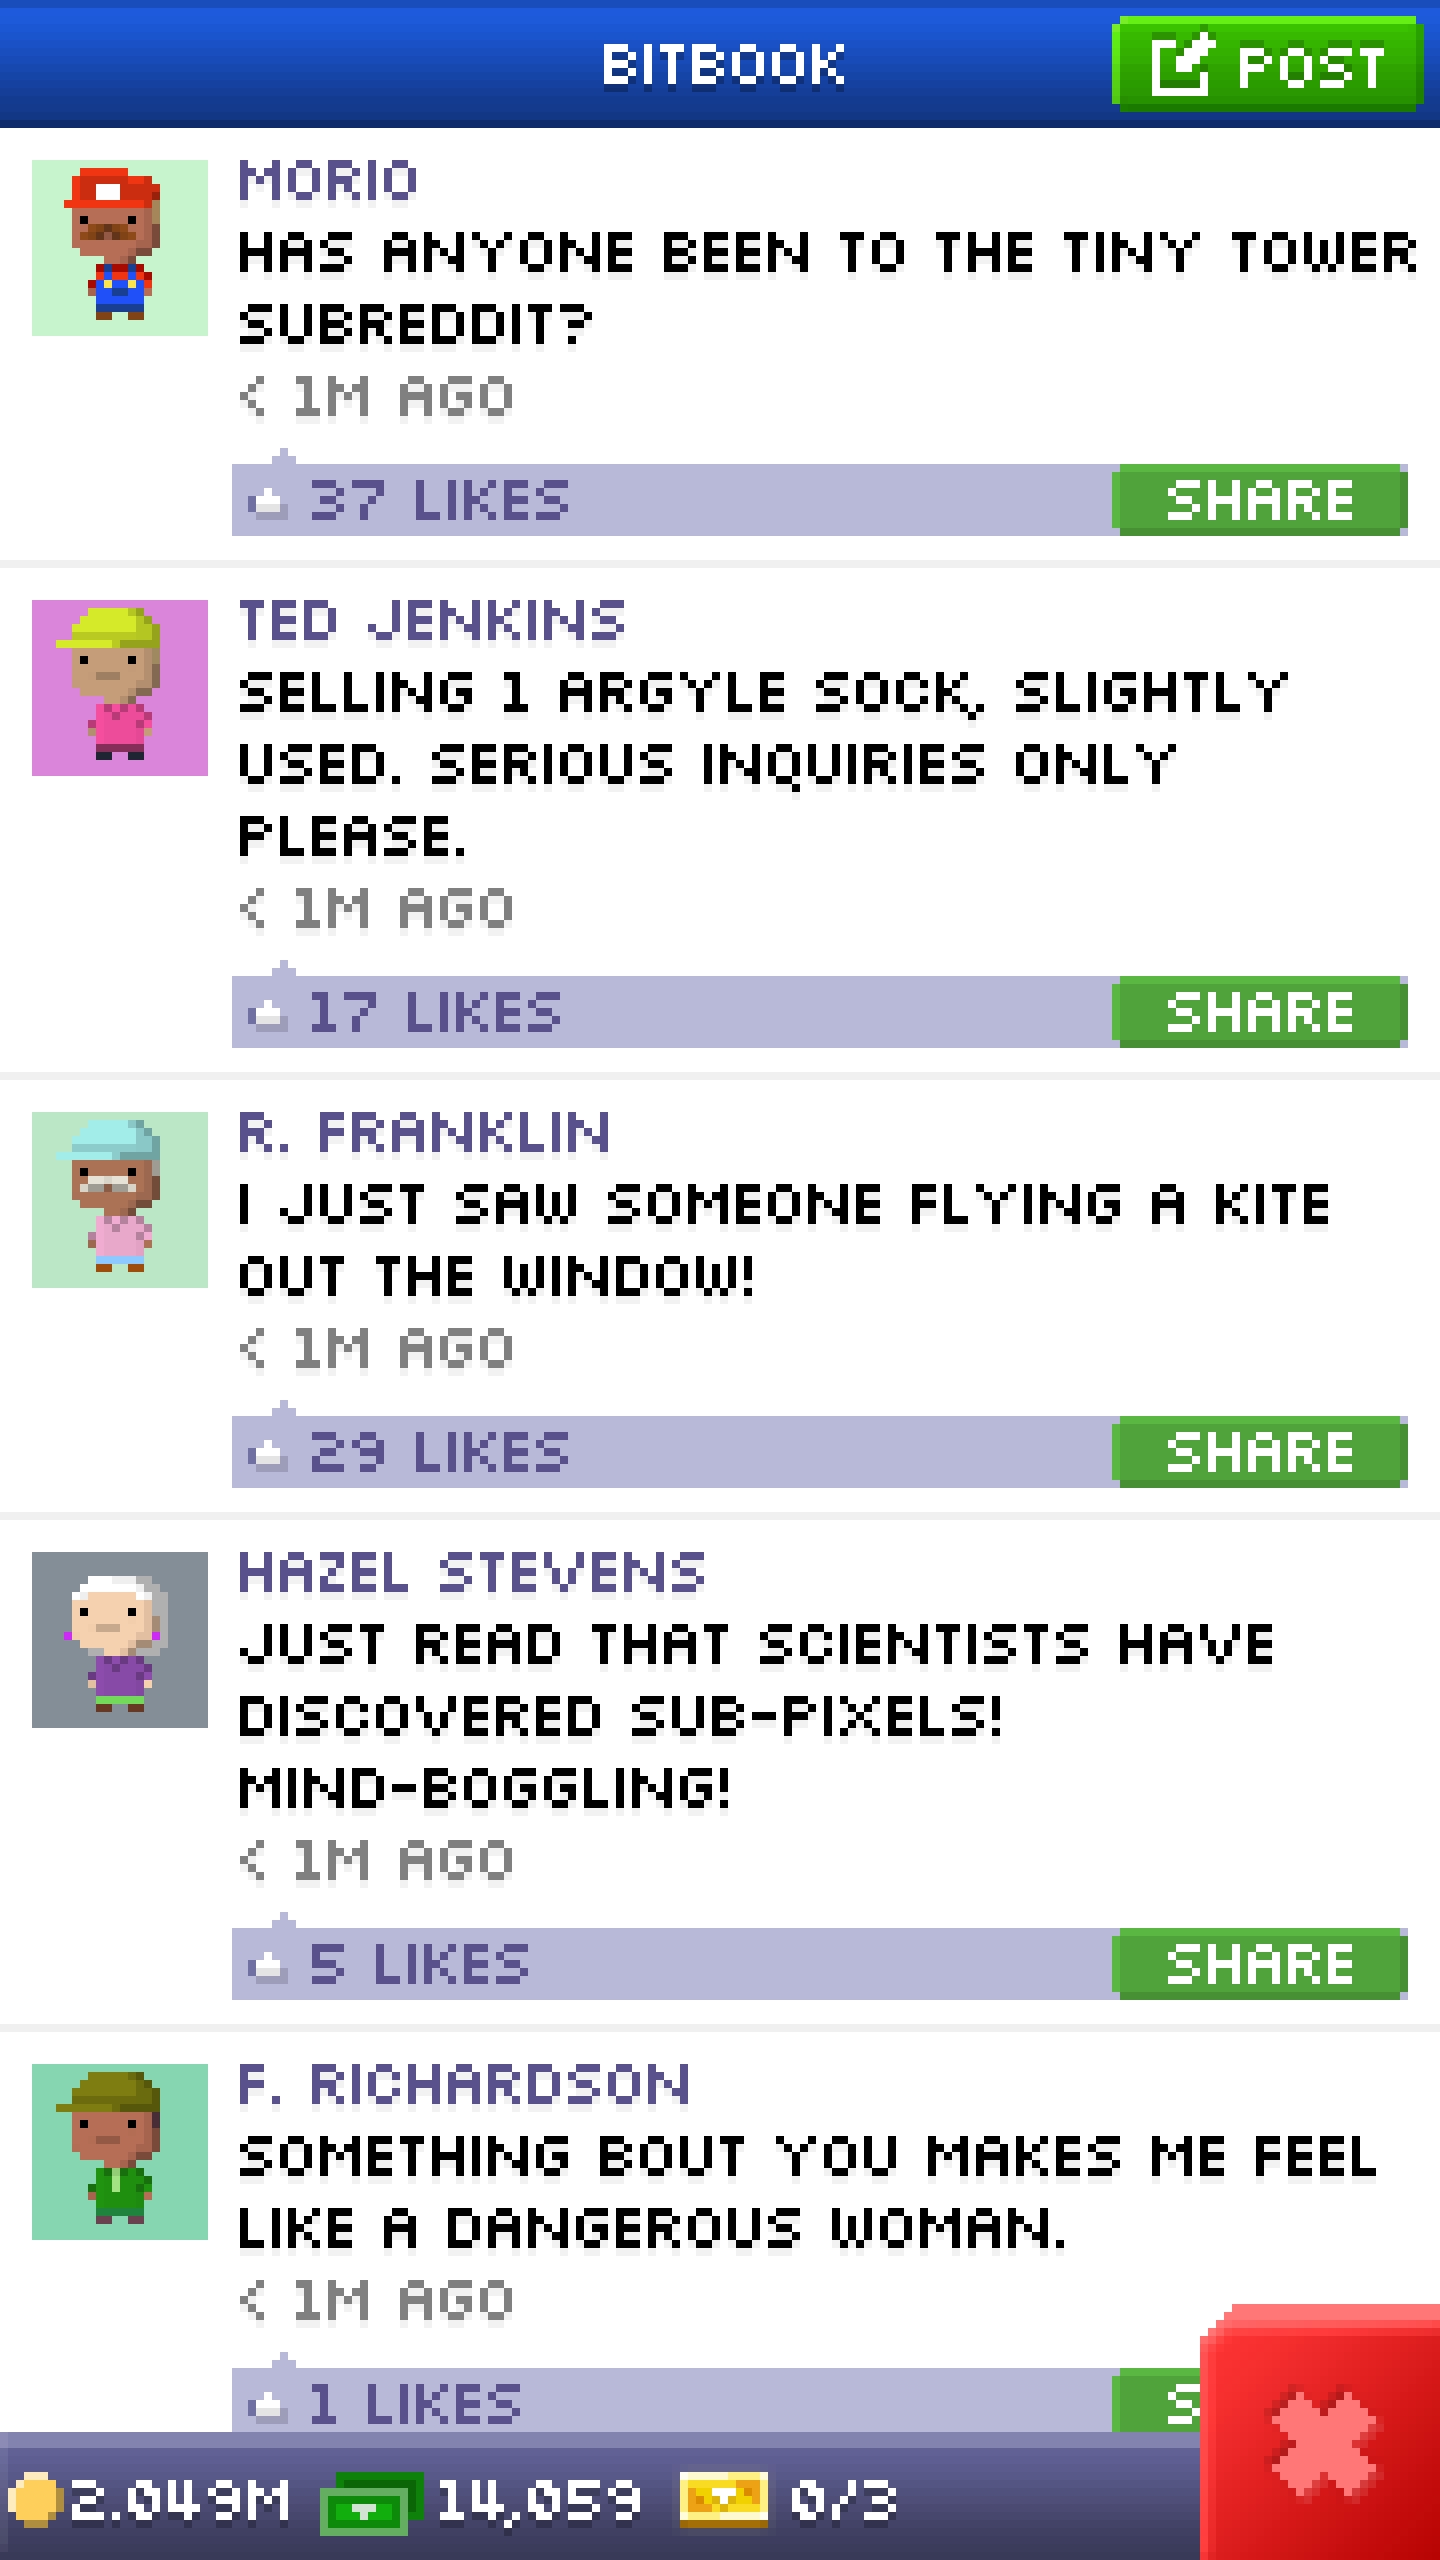 BITBOOK
POST
MORIO
HAS ANYONE BEEN TO THE TINY TOWER
SUBREDDIT?
< 1M AGO
37 LIKES
SHARE
TED JENKINS
SELLING 1 ARGYLE SOCK, SLIGHTLY
USED. SERIOUS INQUIRIES ONLY
PLEASE.
< 1M AGO
17 LIKES
SHARE
R. FRANKLIN
I JUST SAW SOMEONE FLYING A KITE
OUT THE WINDOW!
< 1M AGO
29 LIKES
SHARE
HAZEL STEVENS
JUST READ THAT SCIENTISTS HAVE
DISCOVERED SUB-PIXELS!
MIND-BOGGLING!
< 1M AGO
5 LIKES
SHARE
F. RICHARDSON
SOMETHING BOUT YOU MAKES ME FEEL
LIKE A DANGEROUS WOMAN.
< 1M AGO
1 LIKES
2.049M 14,059 0/3